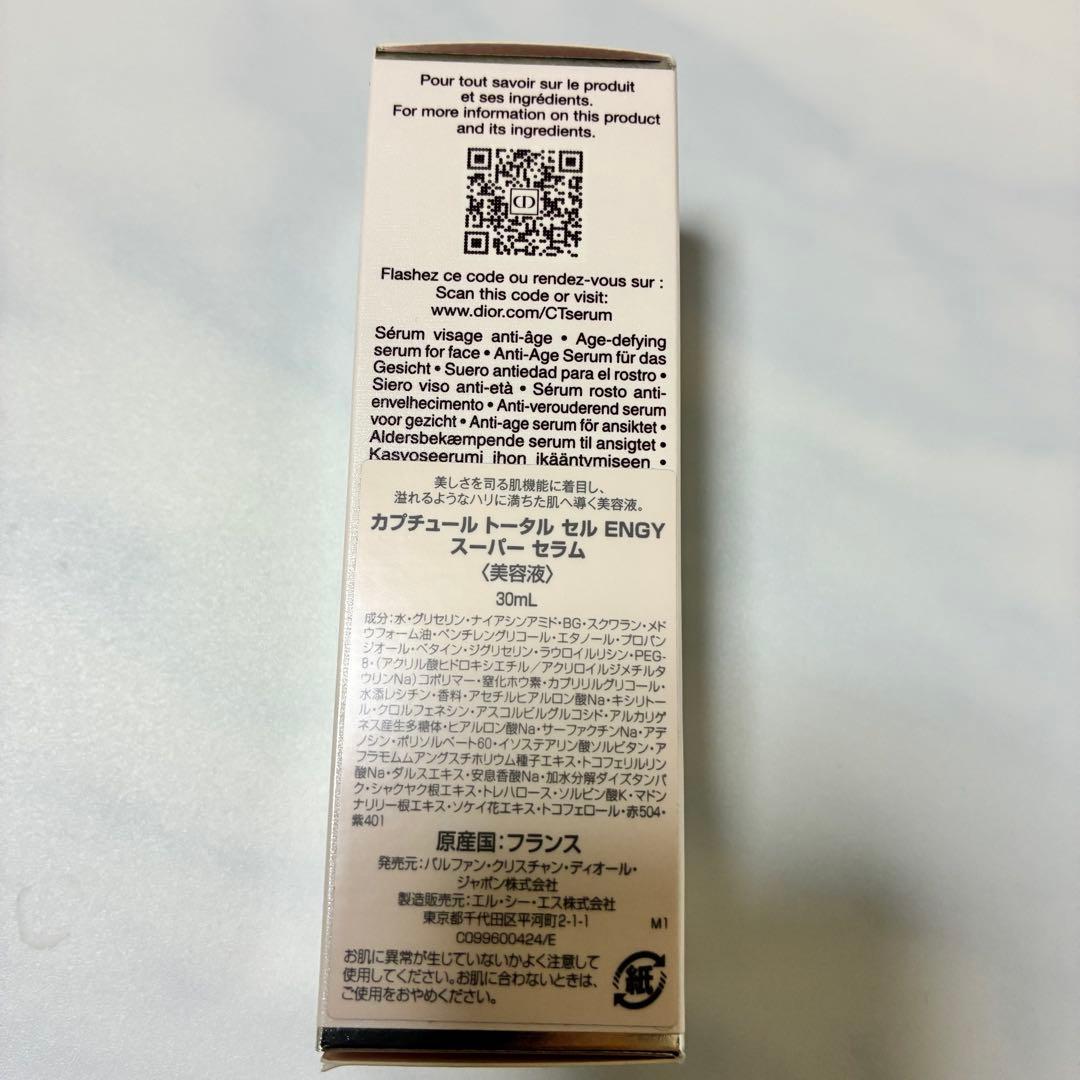 Pour tout savoir sur le produit
et ses ingrédients.
For more information on this product
and its ingredients.
CD
Flashez ce code ou rendez-vous sur :
Scan this code or visit:
www.dior.com/CTserum
Sérum visage anti-âge • Age-defying
serum for face • Anti-Age Serum für das
Gesicht • Suero antiedad para el rostro •
Siero viso anti-età • Sérum rosto anti-
envelhecimento • Anti-verouderend serum
voor gezicht • Anti-age serum för ansiktet •
Aldersbekæmpende serum til ansigtet •
Kasvoseerumi ihon ikääntymiseen •
美しさを司る肌機能に着目し、
溢れるようなハリに満ちた肌へ導く美容液。
カプチュール トータル セル ENGY
スーパー セラム
〈美容液〉
30mL
成分:水・グリセリン・ナイアシンアミド・BG・スクワラン・メド
ウフォーム油・ペンチレングリコール・エタノール・プロパン
ジオール・ベタイン・ジグリセリン・ラウロイルリシン・PEG-
8・(アクリル酸ヒドロキシエチル/アクリロイルジメチルタ
ウリンNa)コポリマー・窒化ホウ素・カプリリルグリコール・
水添レシチン・香料・アセチルヒアルロン酸Na・キシリトー
ル・クロルフェネシン・アスコルビルグルコシド・アルカリゲ
ネス産生多糖体・ヒアルロン酸Na・サーファクチンNa・アデ
ノシン・ポリソルベート60・イソステアリン酸ソルビタン・ア
フラモムムアングスチホリウム種子エキス・トコフェリルリン
酸Na・ダルスエキス・安息香酸Na・加水分解ダイズタンパ
ク・シャクヤク根エキス・トレハロース・ソルビン酸K・マドン
ナリリー根エキス・ソケイ花エキス・トコフェロール・赤504・
紫401
原産国:フランス
発売元:パルファン・クリスチャン・ディオール・
ジャポン株式会社
製造販売元:エル・シー・エス株式会社
東京都千代田区平河町2-1-1
M1
C099600424/E
お肌に異常が生じていないかよく注意して
使用してください。お肌に合わないときは、
ご使用をおやめください。
紙